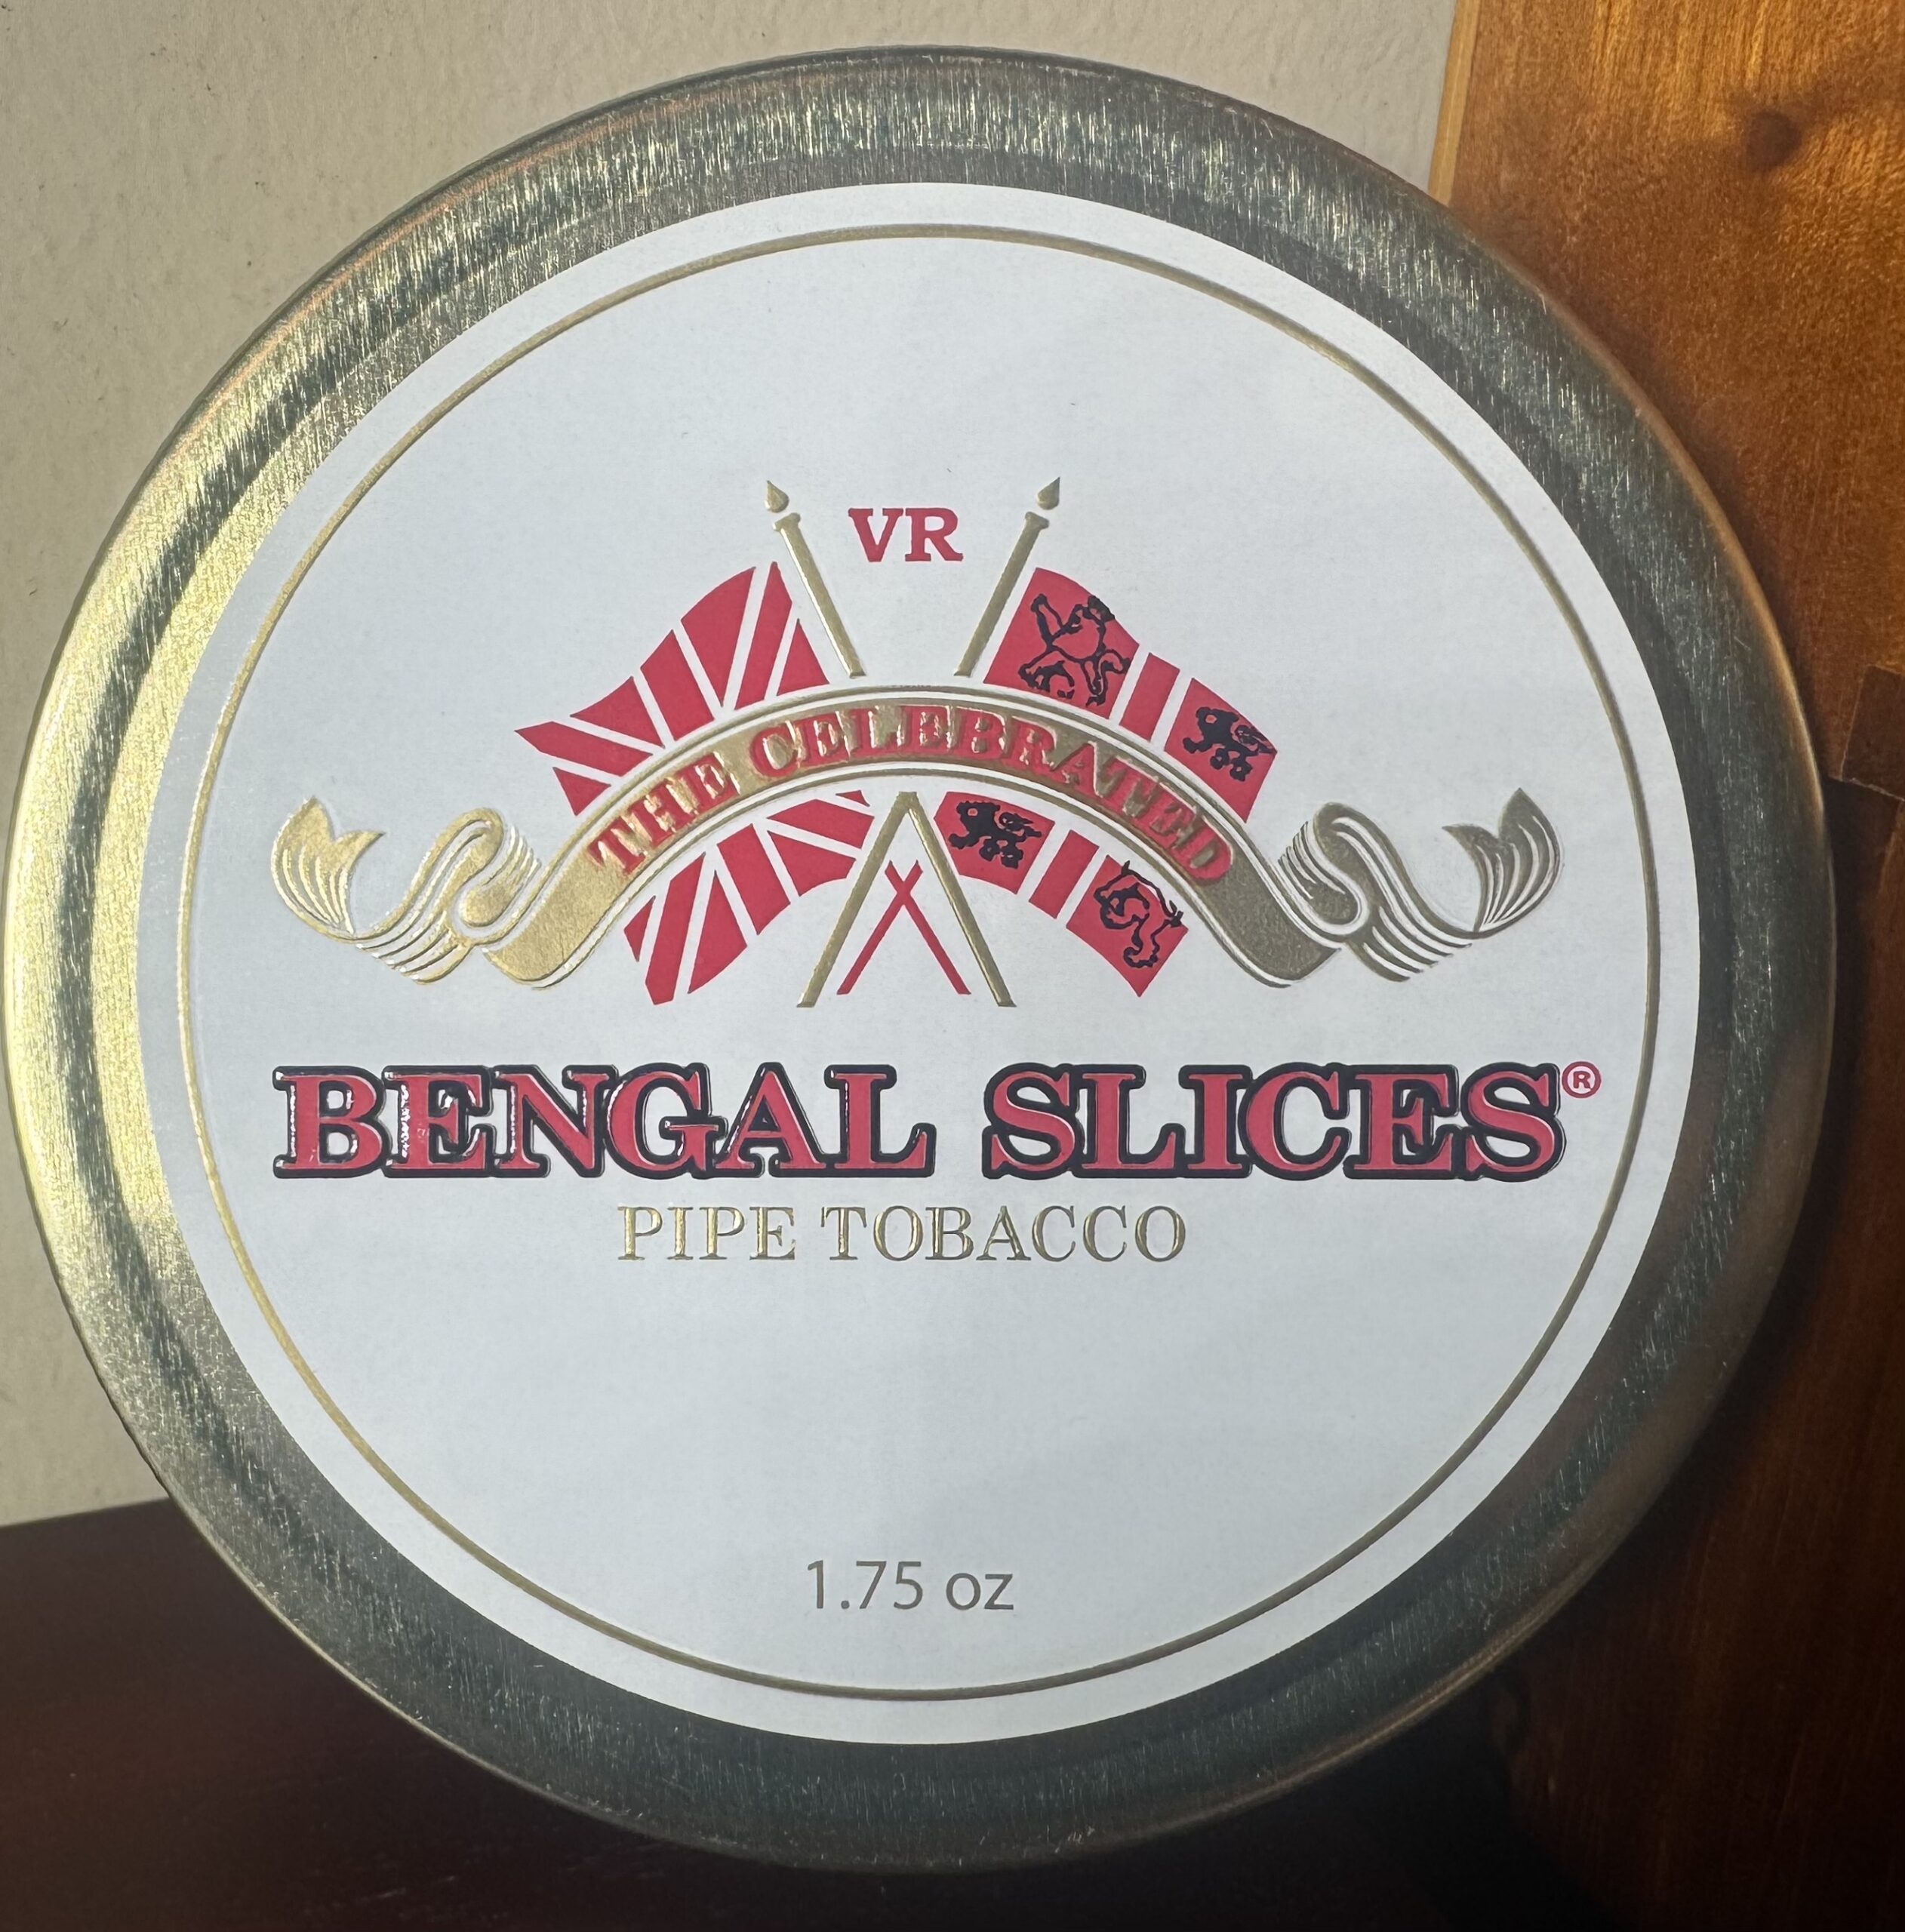 VR
THE CELEBRATED
BENGAL SLICES®
PIPE TOBACCO
1.75 oz